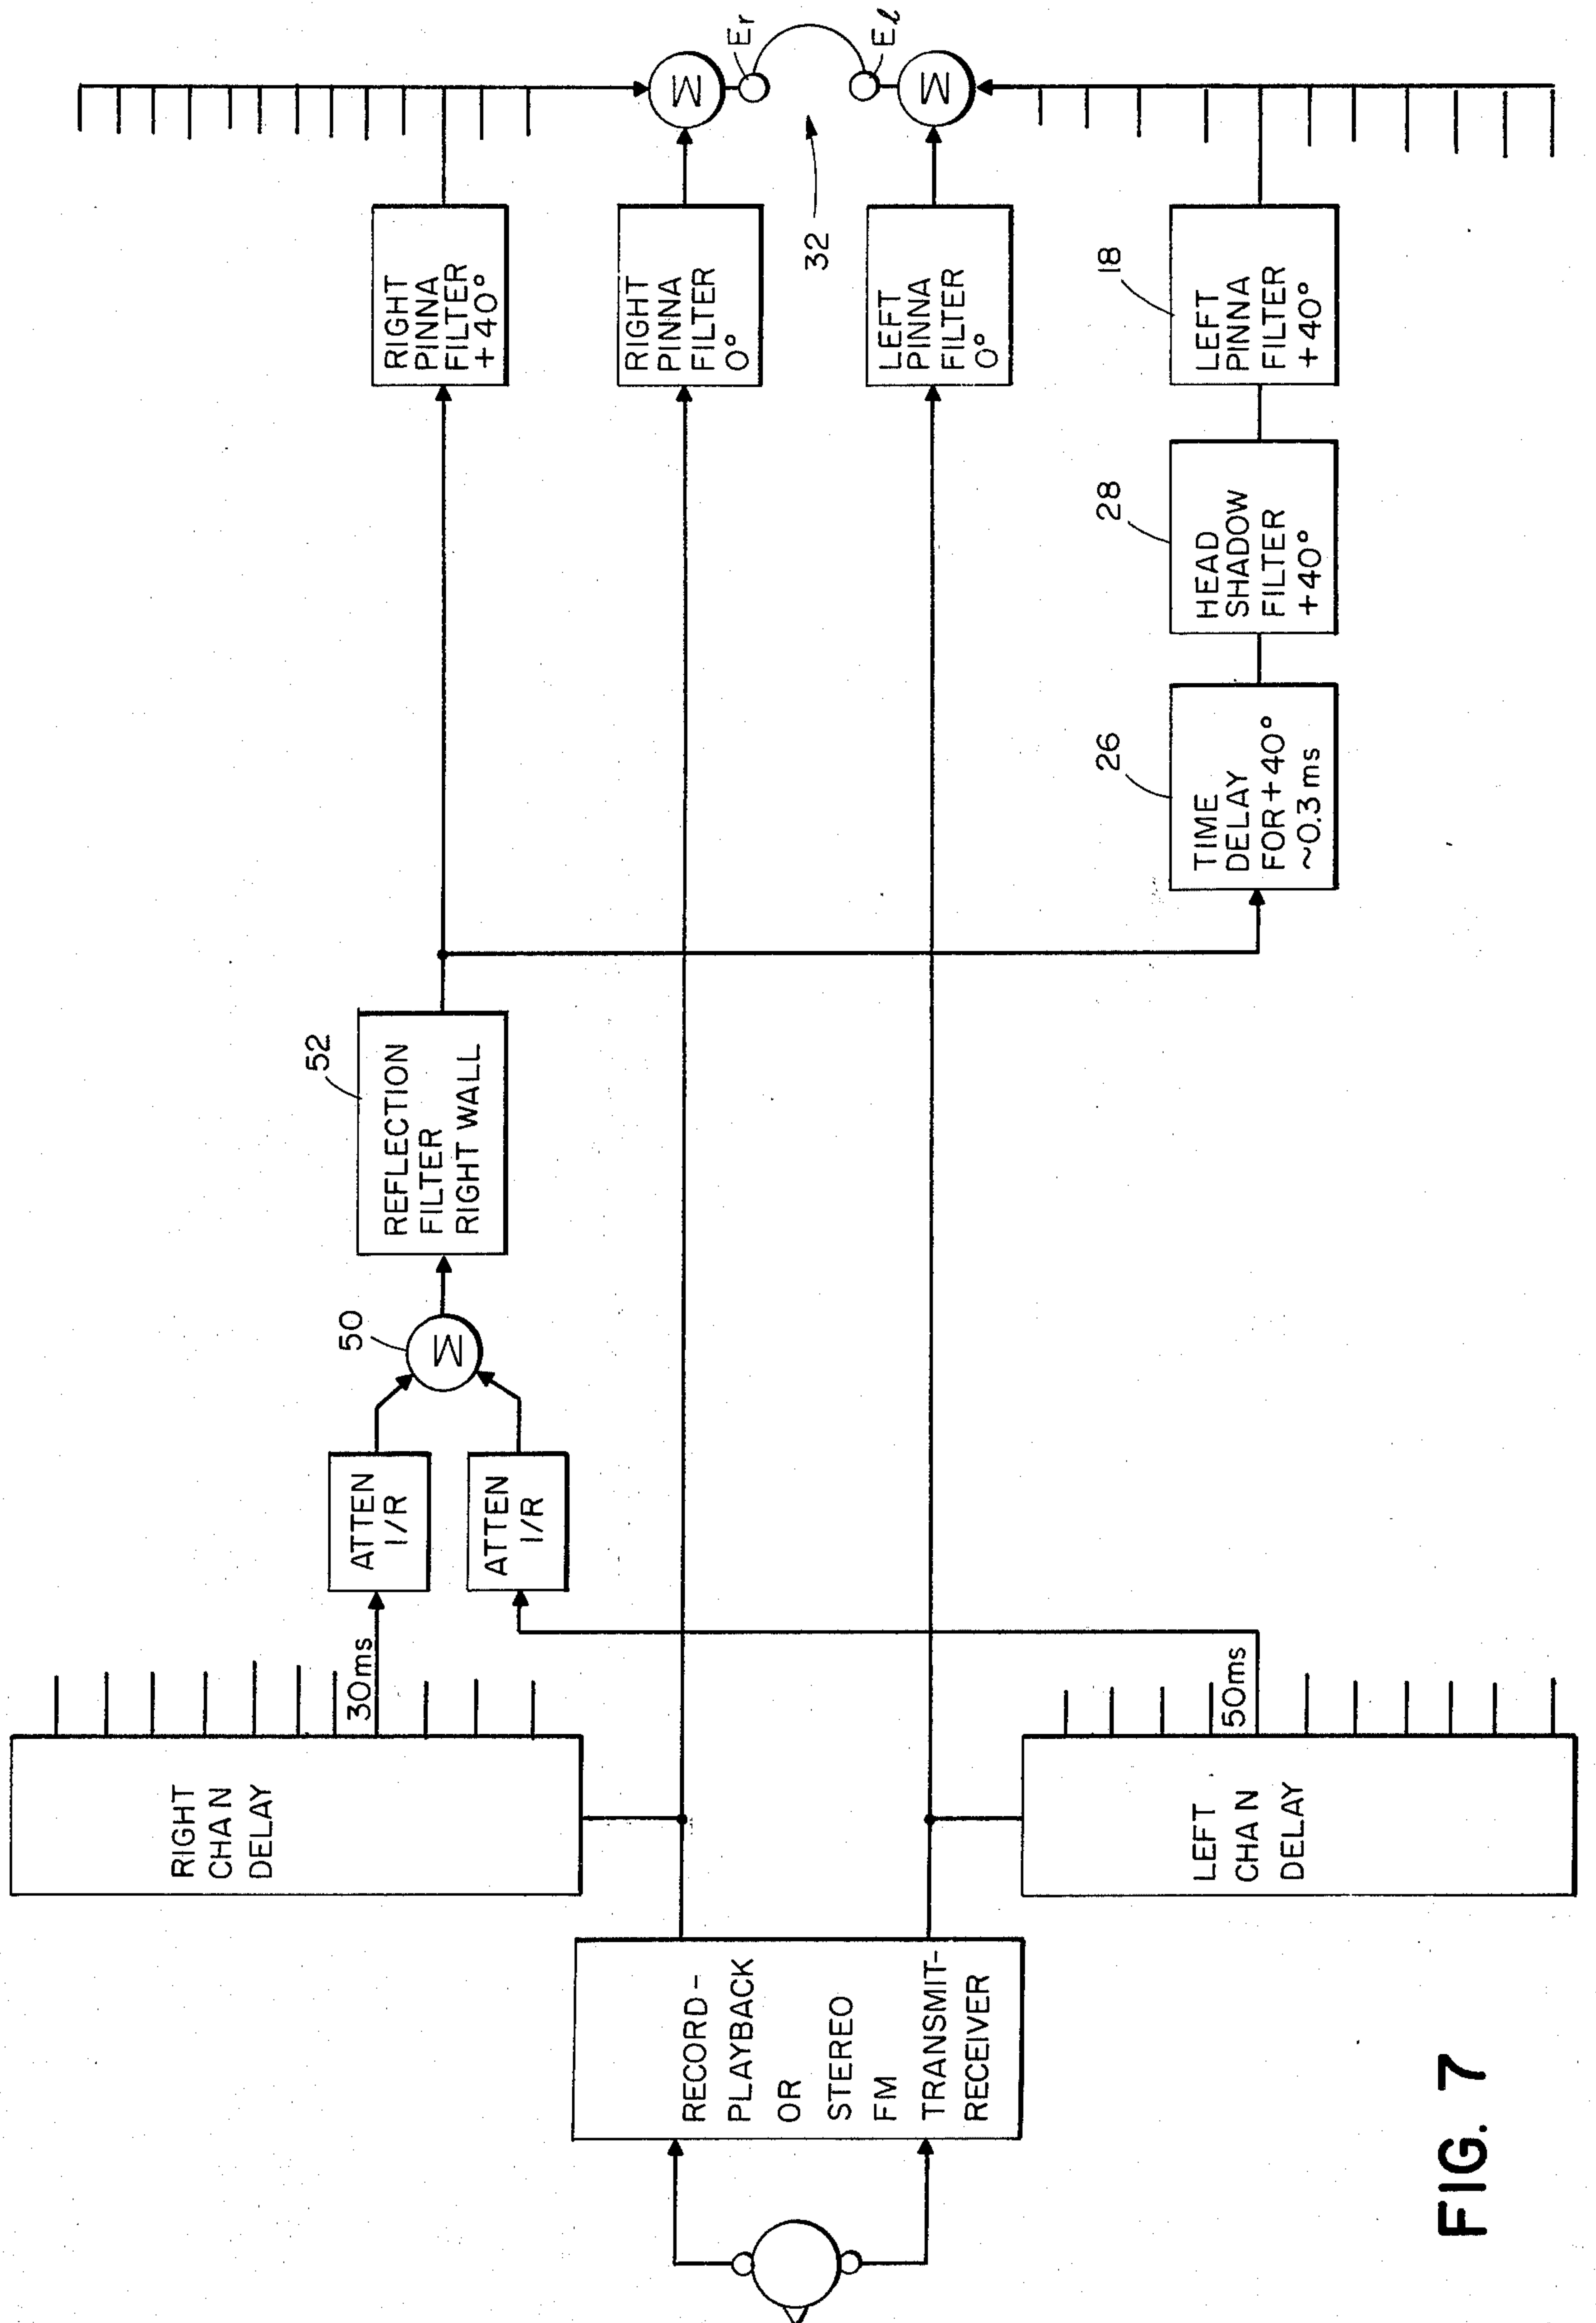 RECORD-
PLAYBACK
OR
STEREO
FM
TRANSMIT-
RECEIVER
RIGHT
CHAN
DELAY
30ms
LEFT
CHAN
DELAY
50ms
ATTEN
1/R
ATTEN
1/R
50
M
52
REFLECTION
FILTER
RIGHT WALL
26
TIME
DELAY
FOR +40°
~0.3 ms
28
HEAD
SHADOW
FILTER
+40°
18
LEFT
PINNA
FILTER
+40°
RIGHT
PINNA
FILTER
+40°
RIGHT
PINNA
FILTER
0°
LEFT
PINNA
FILTER
0°
M
Er
32
El
M
FIG. 7